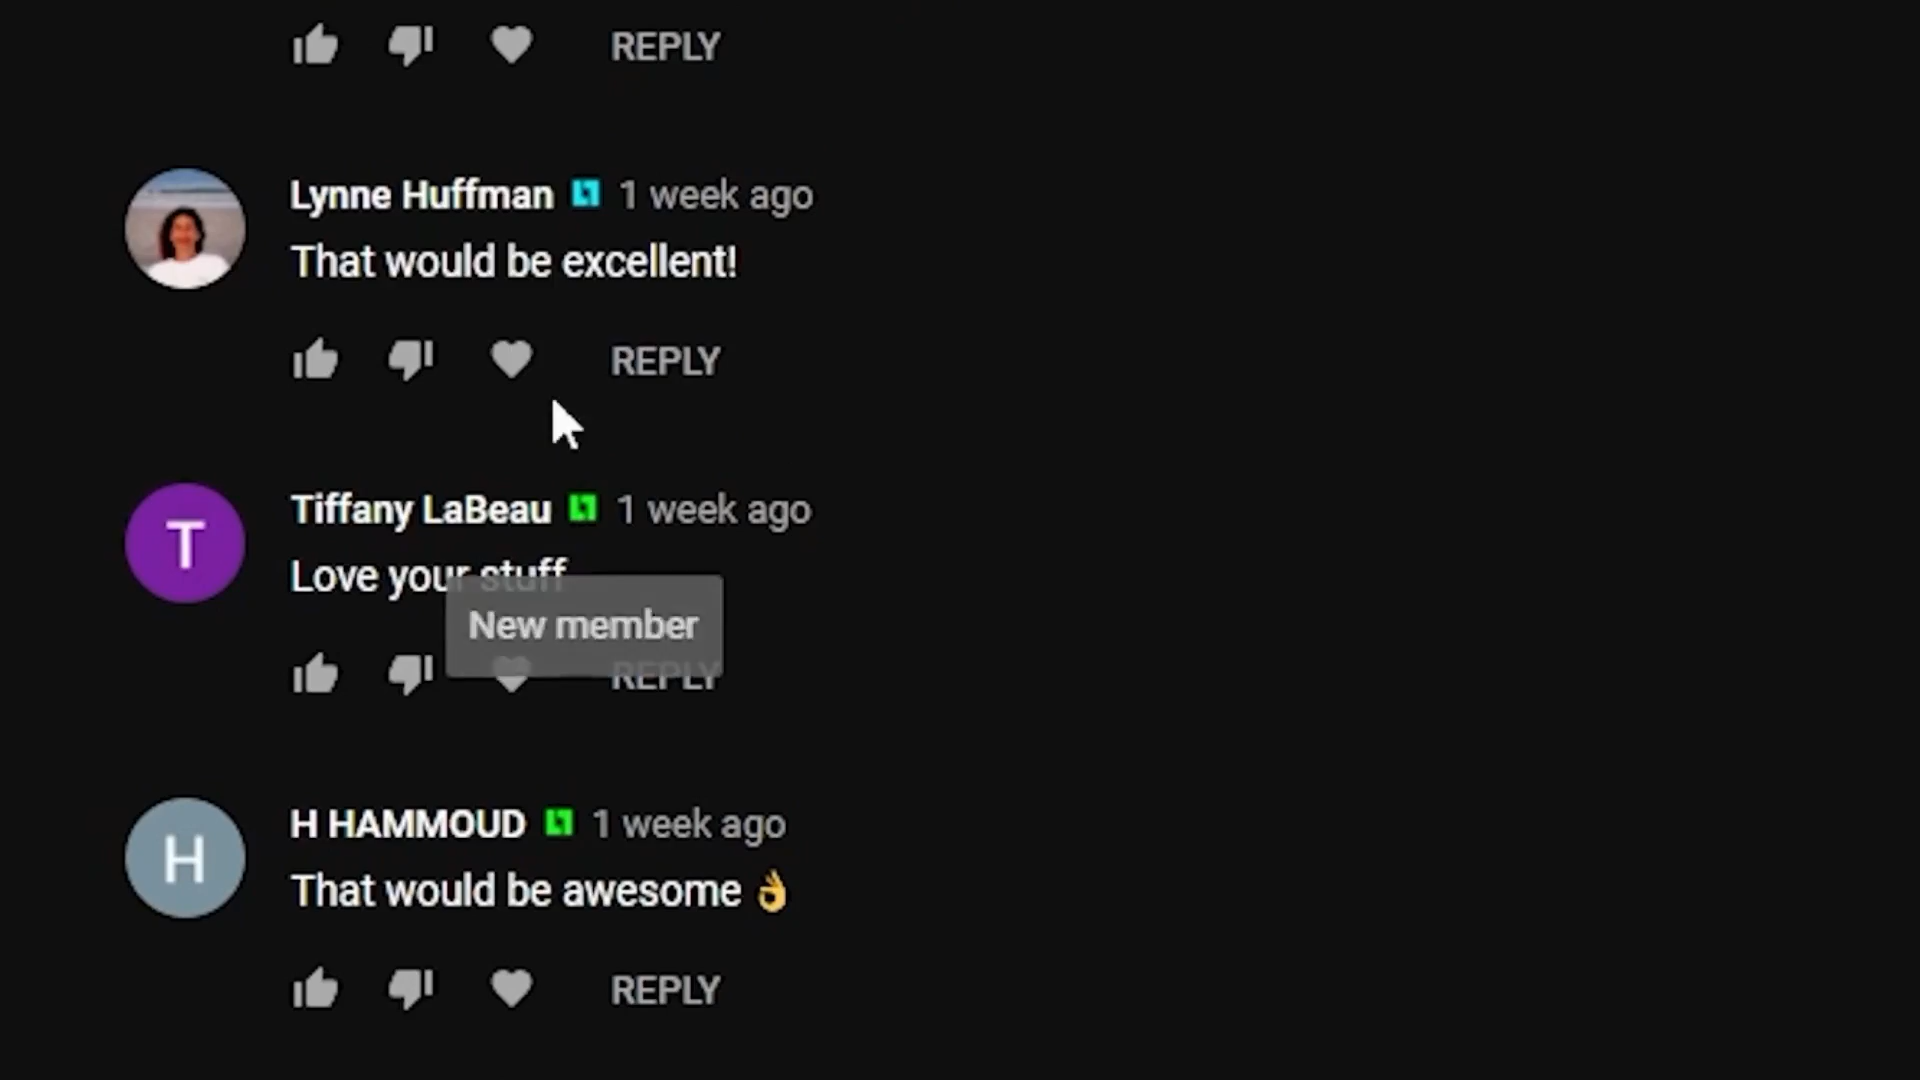 REPLY
Lynne Huffman 1 week ago
That would be excellent!
REPLY
T
Tiffany LaBeau 1 week ago
Love your stuff
New member
REPLY
H
H HAMMOUD 1 week ago
That would be awesome 👌
REPLY